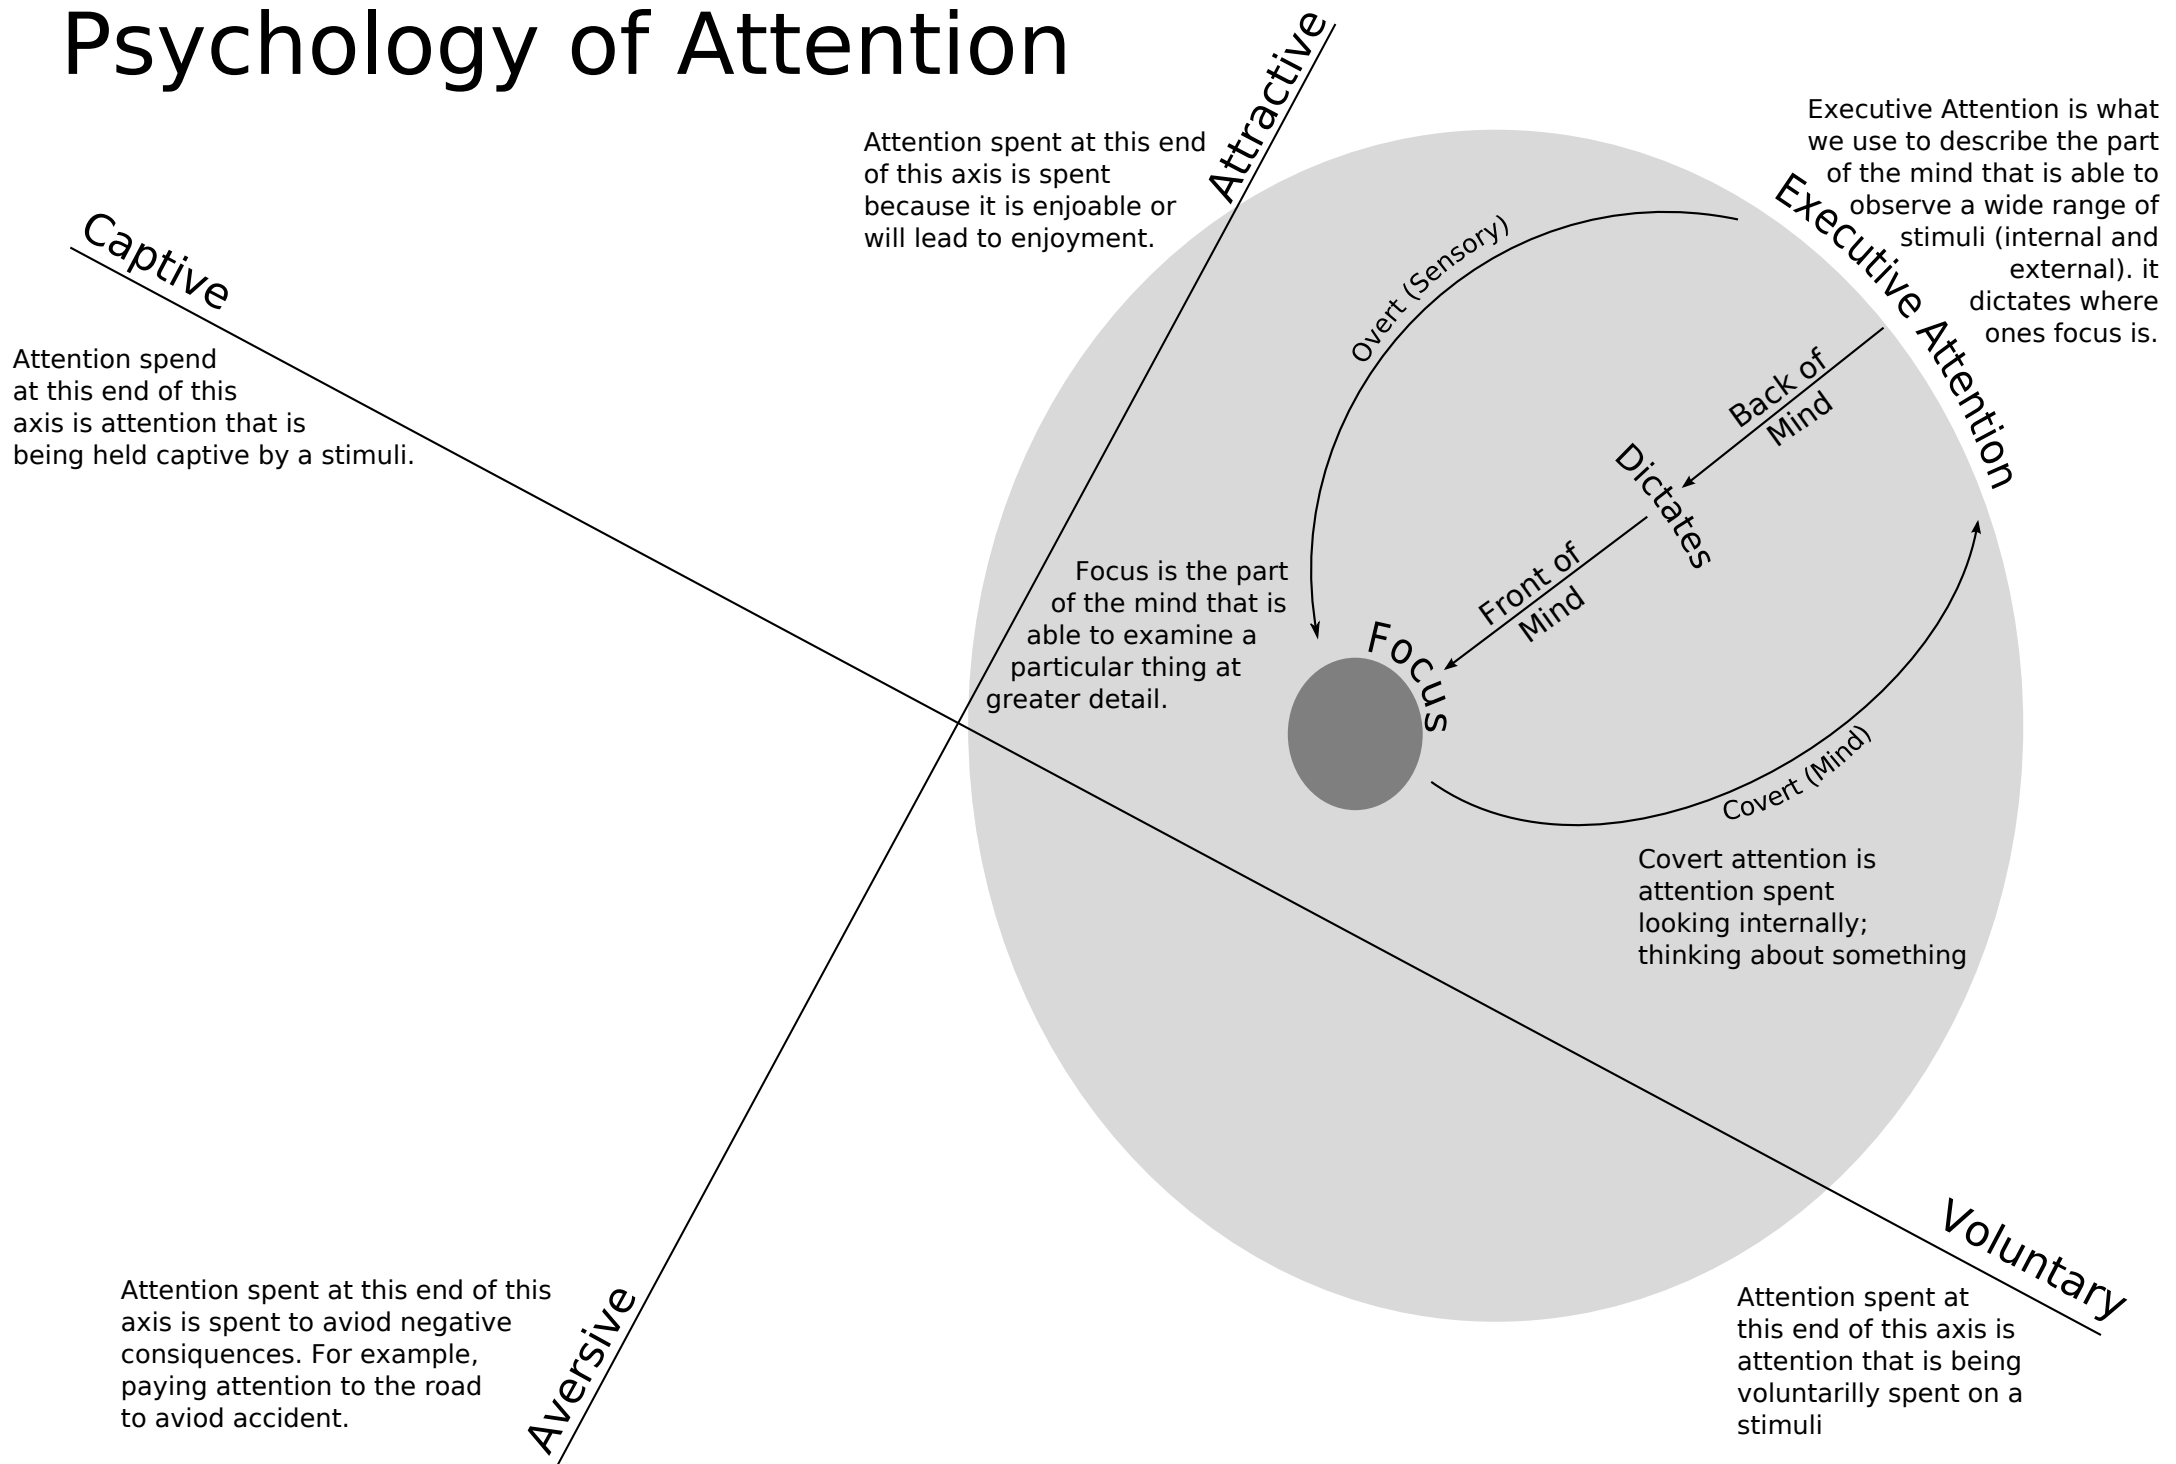 Psychology of Attention
Attractive
Attention spent at this end
of this axis is spent
because it is enjoable or
will lead to enjoyment.
Captive
Attention spend
at this end of this
axis is attention that is
being held captive by a stimuli.
Executive Attention is what
we use to describe the part
of the mind that is able to
observe a wide range of
stimuli (internal and
external). it
dictates where
ones focus is.
Executive Attention
Overt (Sensory)
Back of
Mind
Dictates
Front of
Mind
Focus is the part
of the mind that is
able to examine a
particular thing at
greater detail.
Focus
Covert (Mind)
Covert attention is
attention spent
looking internally;
thinking about something
Aversive
Attention spent at this end of this
axis is spent to aviod negative
consiquences. For example,
paying attention to the road
to aviod accident.
Voluntary
Attention spent at
this end of this axis is
attention that is being
voluntarilly spent on a
stimuli